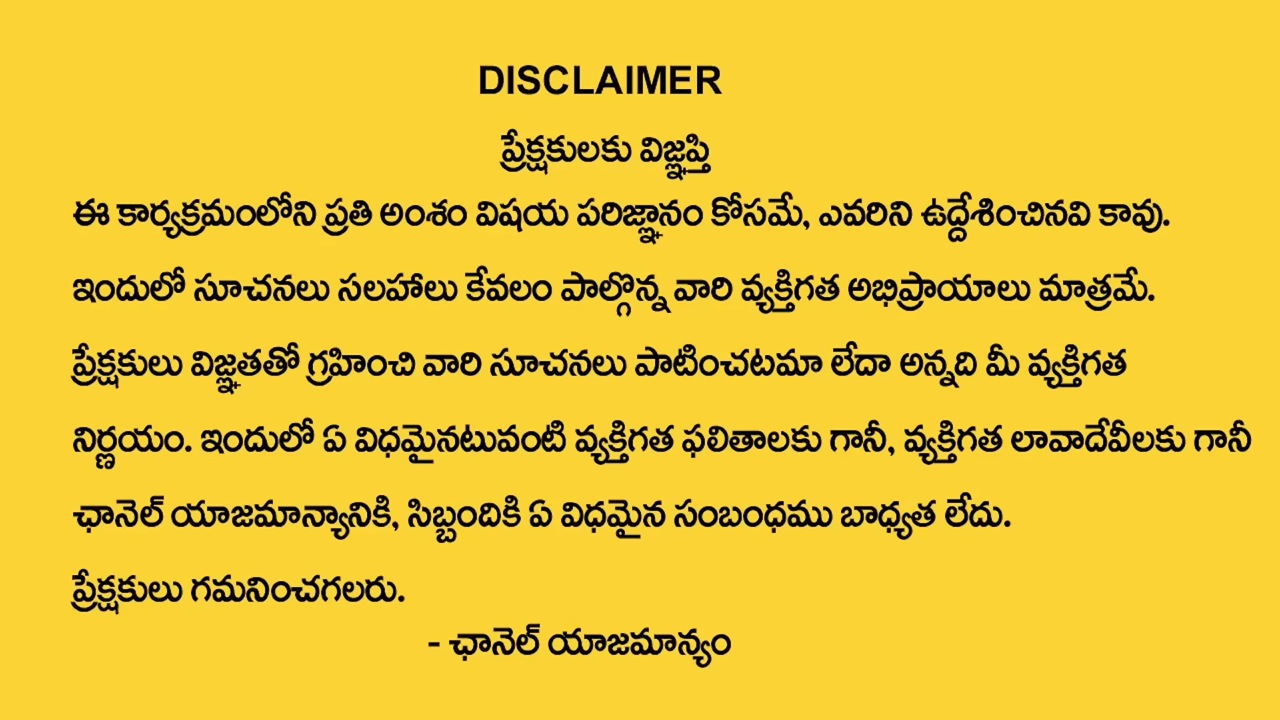 DISCLAIMER
ప్రేక్షకులకు విజ్ఞప్తి
ఈ కార్యక్రమంలోని ప్రతి అంశం విషయ పరిజ్ఞానం కోసమే, ఎవరిని ఉద్దేశించినవి కావు.
ఇందులో సూచనలు సలహాలు కేవలం పాల్గొన్న వారి వ్యక్తిగత అభిప్రాయాలు మాత్రమే.
ప్రేక్షకులు విజ్ఞతతో గ్రహించి వారి సూచనలు పాటించటమా లేదా అన్నది మీ వ్యక్తిగత
నిర్ణయం. ఇందులో ఏ విధమైనటువంటి వ్యక్తిగత ఫలితాలకు గానీ, వ్యక్తిగత లావాదేవీలకు గానీ
ఛానెల్ యాజమాన్యానికి, సిబ్బందికి ఏ విధమైన సంబంధము బాధ్యత లేదు.
ప్రేక్షకులు గమనించగలరు.
- ఛానెల్ యాజమాన్యం